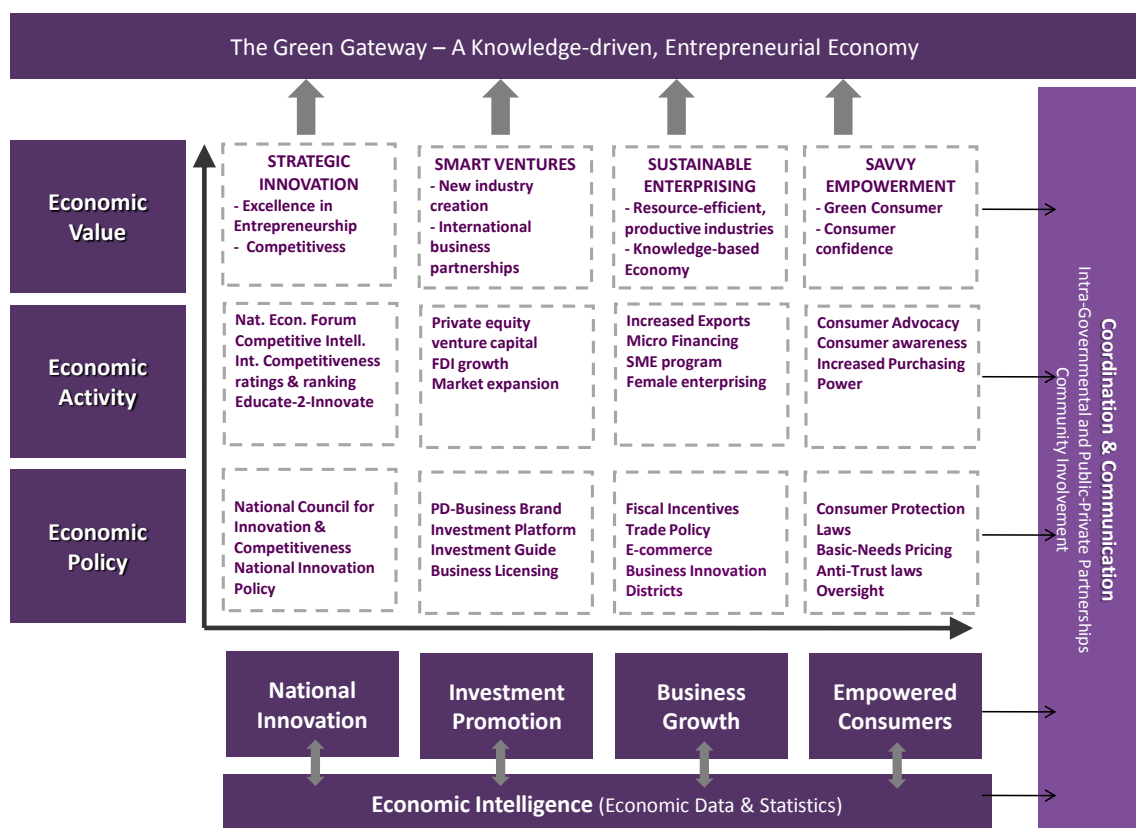 The Green Gateway – A Knowledge-driven, Entrepreneurial Economy
Economic
Value
STRATEGIC
INNOVATION
- Excellence in
Entrepreneurship
- Competitivess
SMART VENTURES
- New industry
creation
- International
business
partnerships
SUSTAINABLE
ENTERPRISING
- Resource-efficient,
productive industries
- Knowledge-based
Economy
SAVVY
EMPOWERMENT
- Green Consumer
- Consumer
confidence
Economic
Activity
Nat. Econ. Forum
Competitive Intell.
Int. Competitiveness
ratings & ranking
Educate-2-Innovate
Private equity
venture capital
FDI growth
Market expansion
Increased Exports
Micro Financing
SME program
Female enterprising
Consumer Advocacy
Consumer awareness
Increased Purchasing
Power
Economic
Policy
National Council for
Innovation &
Competitiveness
National Innovation
Policy
PD-Business Brand
Investment Platform
Investment Guide
Business Licensing
Fiscal Incentives
Trade Policy
E-commerce
Business Innovation
Districts
Consumer Protection
Laws
Basic-Needs Pricing
Anti-Trust laws
Oversight
National
Innovation
Investment
Promotion
Business
Growth
Empowered
Consumers
Economic Intelligence (Economic Data & Statistics)
Coordination & Communication
Intra-Governmental and Public-Private Partnerships
Community Involvement